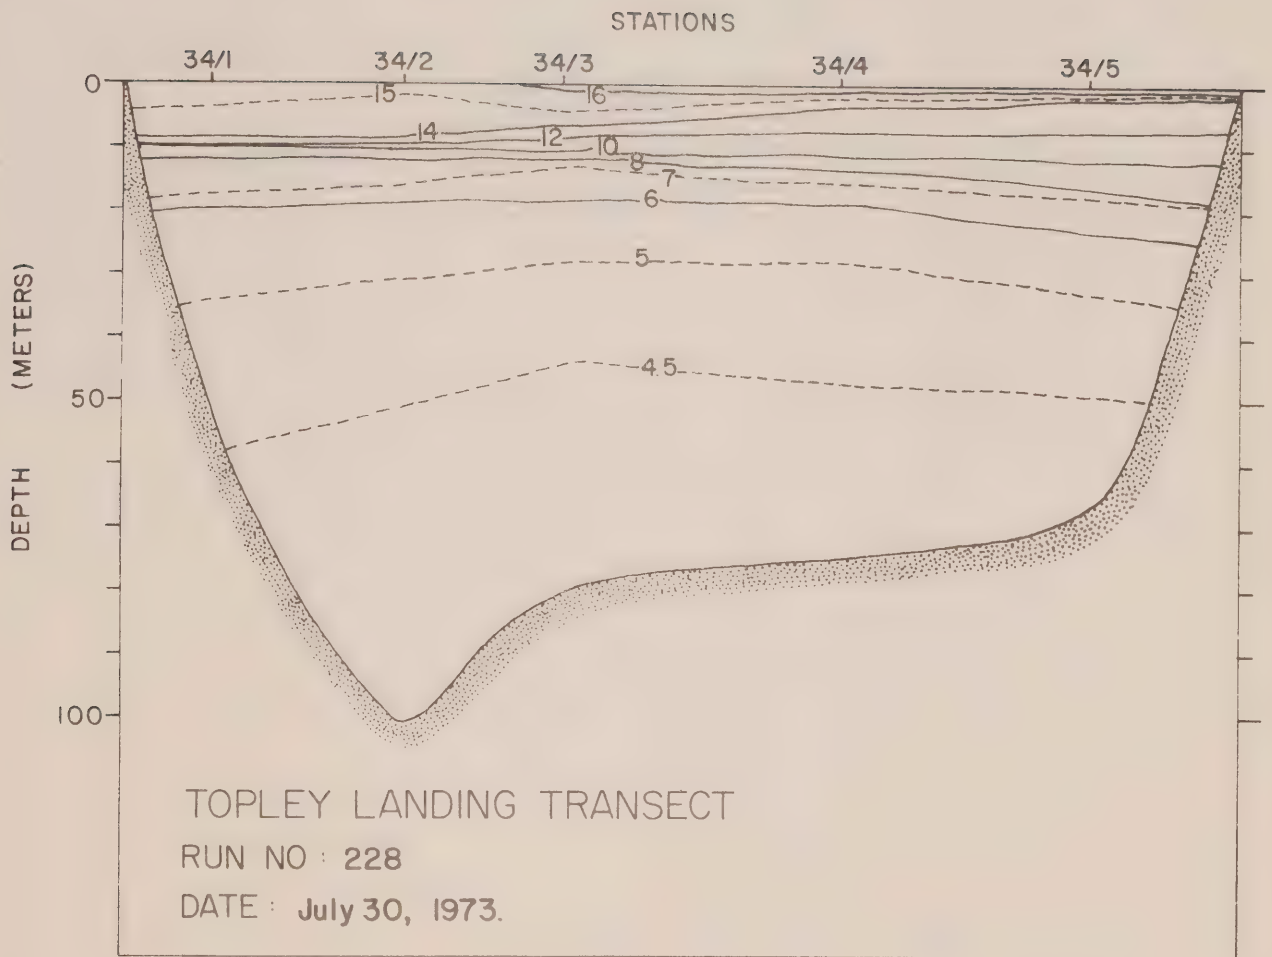 STATIONS
34/1 34/2 34/3 34/4 34/5
0
15 16
14 12 10
8
7
6
5
4.5
50
100
DEPTH (METERS)
TOPLEY LANDING TRANSECT
RUN NO : 228
DATE : July 30, 1973.